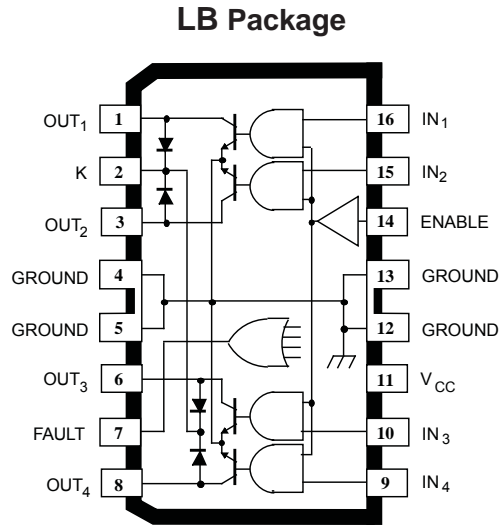 LB Package
OUT1 1 16 IN1
K 2 15 IN2
OUT2 3 14 ENABLE
GROUND 4 13 GROUND
GROUND 5 12 GROUND
OUT3 6 11 VCC
FAULT 7 10 IN3
OUT4 8 9 IN4